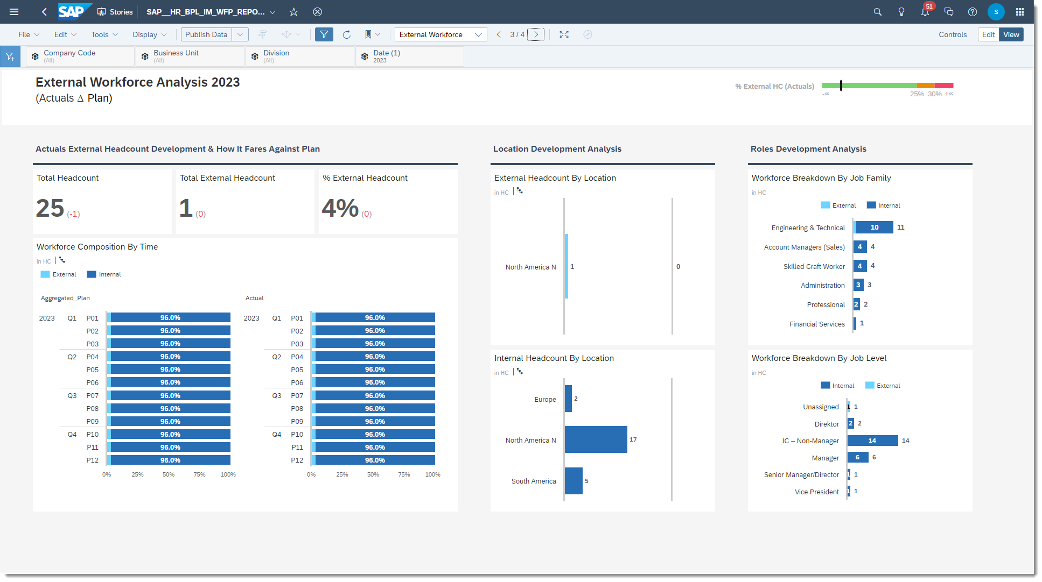 SAP Stories SAP__HR_BPL_IM_WFP_REPO... 51 S
File Edit Tools Display Publish Data External Workforce 3 / 4 Controls Edit View
Company Code
(All)
Business Unit
(All)
Division
(All)
Date (1)
2023
External Workforce Analysis 2023
(Actuals Δ Plan)
% External HC (Actuals)
-∞ 25% 30% +∞
Actuals External Headcount Development & How It Fares Against Plan
Total Headcount
25 (-1)
Total External Headcount
1 (0)
% External Headcount
4% (0)
Workforce Composition By Time
in HC
External Internal
Aggregated_Plan Actual
2023 Q1 P01 96.0% 2023 Q1 P01 96.0%
P02 96.0% P02 96.0%
P03 96.0% P03 96.0%
Q2 P04 96.0% Q2 P04 96.0%
P05 96.0% P05 96.0%
P06 96.0% P06 96.0%
Q3 P07 96.0% Q3 P07 96.0%
P08 96.0% P08 96.0%
P09 96.0% P09 96.0%
Q4 P10 96.0% Q4 P10 96.0%
P11 96.0% P11 96.0%
P12 96.0% P12 96.0%
0% 25% 50% 75% 100% 0% 25% 50% 75% 100%
Location Development Analysis
External Headcount By Location
in HC
North America N 1 0
Internal Headcount By Location
in HC
Europe 2
North America N 17
South America 5
Roles Development Analysis
Workforce Breakdown By Job Family
in HC
External Internal
Engineering & Technical 10 11
Account Managers (Sales) 4 4
Skilled Craft Worker 4 4
Administration 3 3
Professional 2 2
Financial Services 1
Workforce Breakdown By Job Level
in HC
Internal External
Unassigned 1 1
Direktor 2 2
IC – Non-Manager 14 14
Manager 6 6
Senior Manager/Director 1 1
Vice President 1 1